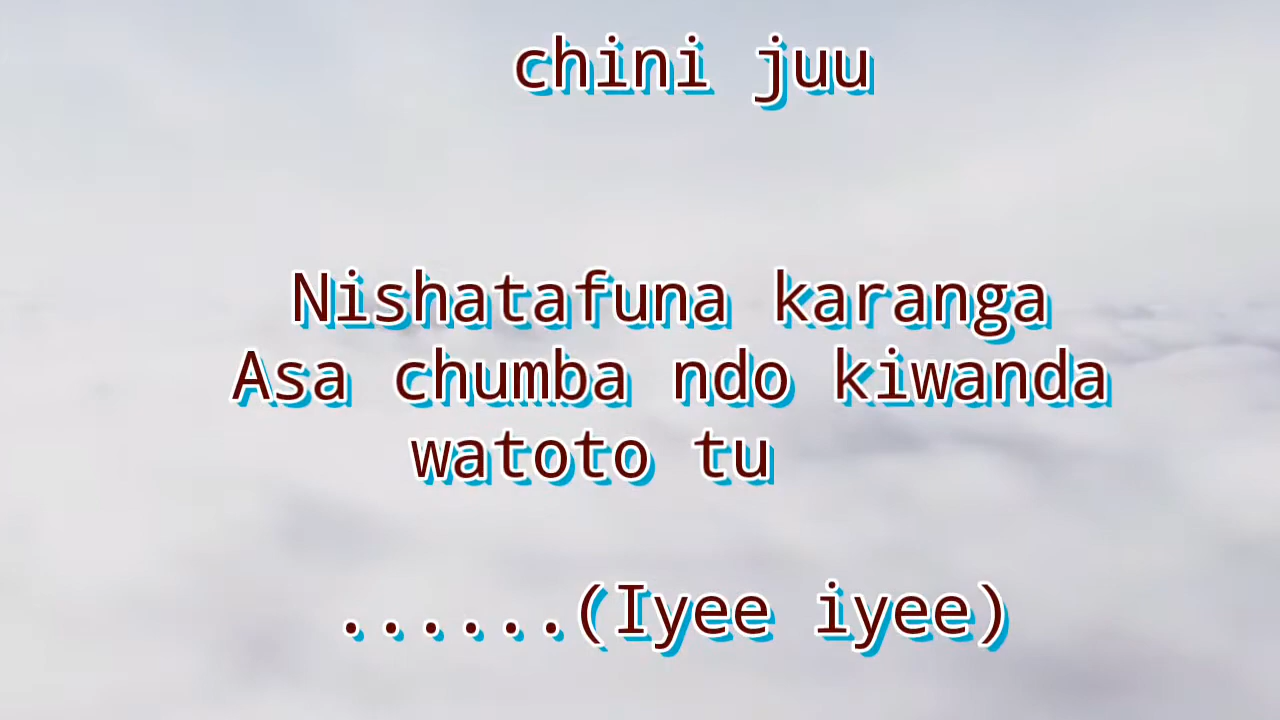 chini juu
Nishatafuna karanga
Asa chumba ndo kiwanda
watoto tu
......(Iyee iyee)